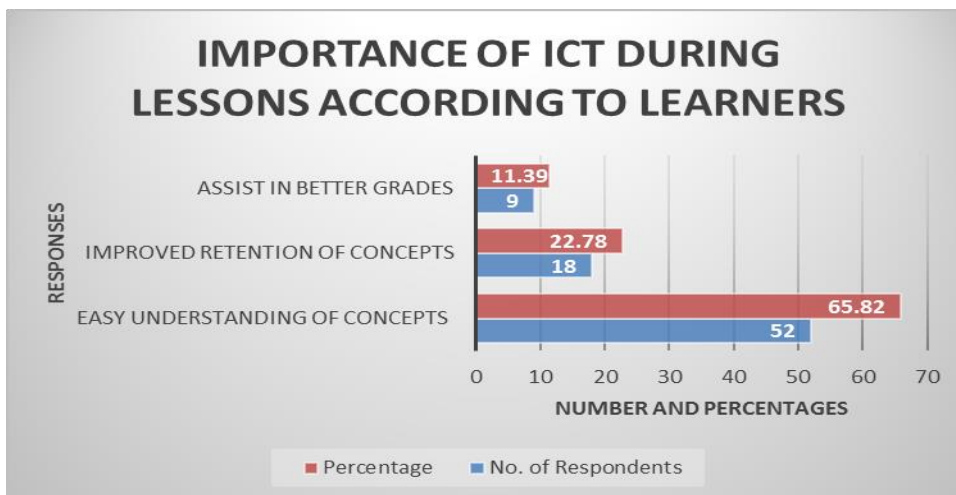 IMPORTANCE OF ICT DURING
LESSONS ACCORDING TO LEARNERS
RESPONSES
ASSIST IN BETTER GRADES
11.39
9
IMPROVED RETENTION OF CONCEPTS
22.78
18
EASY UNDERSTANDING OF CONCEPTS
65.82
52
0 10 20 30 40 50 60 70
NUMBER AND PERCENTAGES
Percentage No. of Respondents